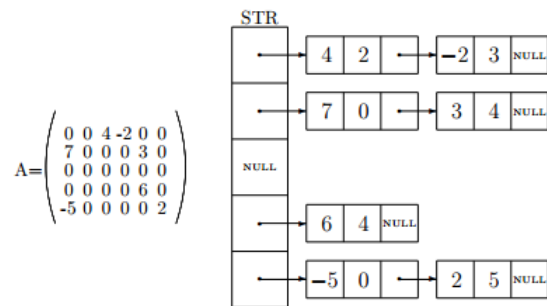 STR
4 2 −2 3 NULL
7 0 3 4 NULL
NULL
6 4 NULL
−5 0 2 5 NULL
A=
0 0 4 -2 0 0
7 0 0 0 3 0
0 0 0 0 0 0
0 0 0 0 6 0
-5 0 0 0 0 2